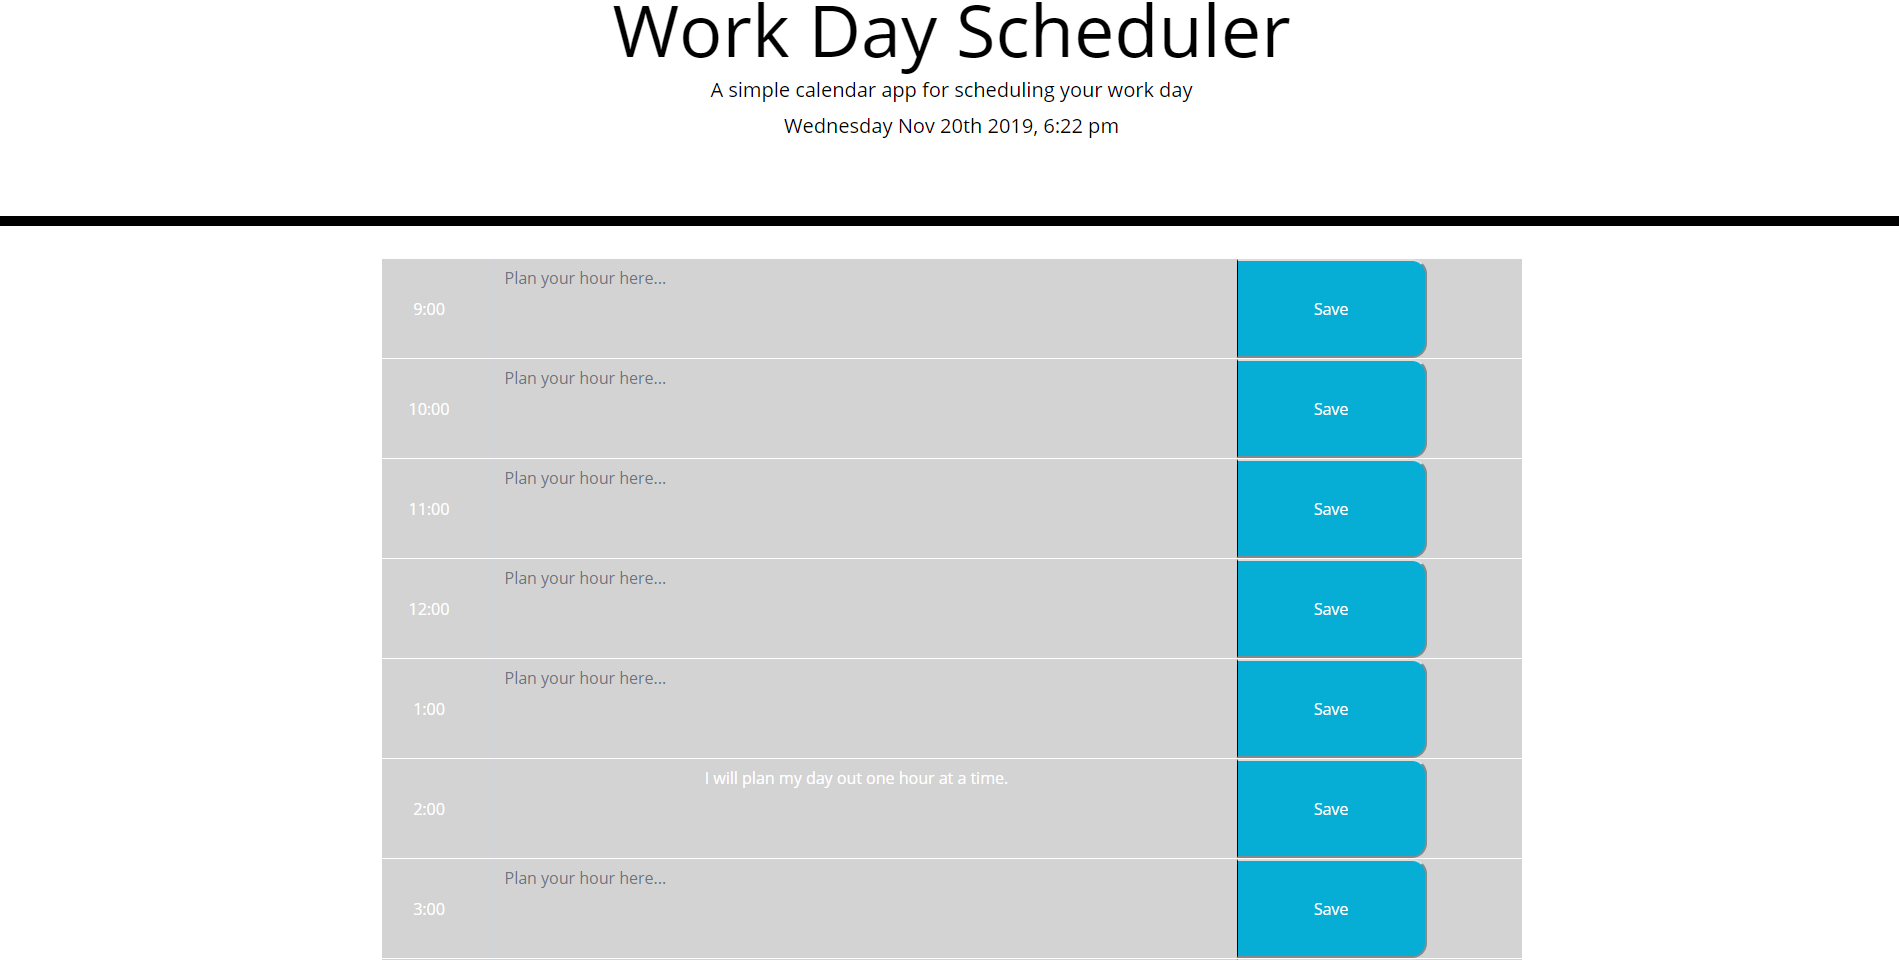 Work Day Scheduler
A simple calendar app for scheduling your work day
Wednesday Nov 20th 2019, 6:22 pm
Plan your hour here...
9:00
Save
Plan your hour here...
10:00
Save
Plan your hour here...
11:00
Save
Plan your hour here...
12:00
Save
Plan your hour here...
1:00
Save
I will plan my day out one hour at a time.
2:00
Save
Plan your hour here...
3:00
Save